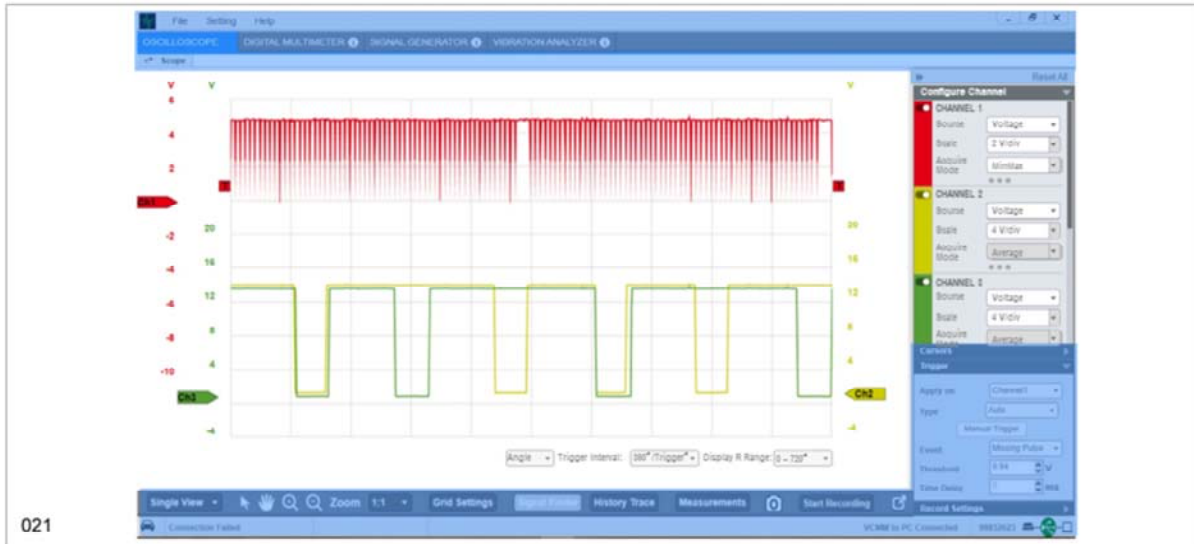 File Setting Help
OSCILLOSCOPE DIGITAL MULTIMETER SIGNAL GENERATOR VIBRATION ANALYZER
Scope
Reset All
Configure Channel
V V V
6
4
2
Ch1
T T
-2
-4
-8
-10
20
16
12
8
4
Ch3
-4
20
16
12
8
4
Ch2
-4
CHANNEL 1
Source Voltage
Scale 2 V/div
Acquire Mode MinMax
CHANNEL 2
Source Voltage
Scale 4 V/div
Acquire Mode Average
CHANNEL 3
Source Voltage
Scale 4 V/div
Acquire Mode Average
Cursors
Trigger
Apply on Channel1
Type Auto
Manual Trigger
Event Missing Pulse
Threshold 0.94 V
Time Delay
Record Settings
Angle Trigger Interval: 360°/Trigger Display R Range: 0 – 720°
Single View Zoom 1:1 Grid Settings Signal Finder History Trace Measurements Start Recording
Connection Failed VCMM to PC Connected
021